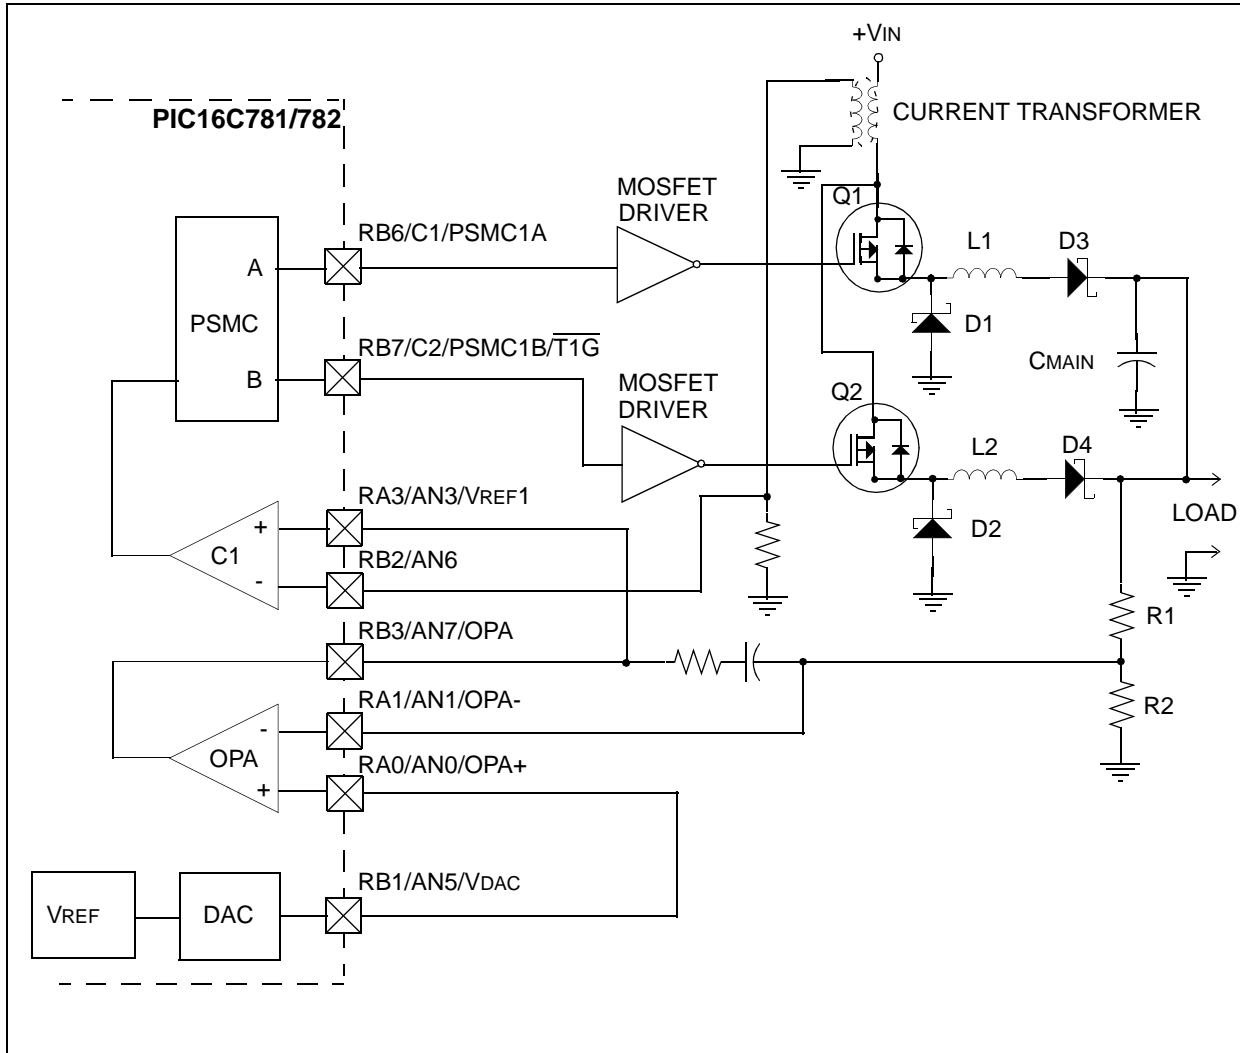 +VIN
CURRENT TRANSFORMER
PIC16C781/782
MOSFET
DRIVER
Q1
RB6/C1/PSMC1A
L1
D3
A
PSMC
D1
CMAIN
RB7/C2/PSMC1B/T1G
B
MOSFET
DRIVER
Q2
L2
D4
RA3/AN3/VREF1
LOAD
+
C1
-
D2
RB2/AN6
R1
RB3/AN7/OPA
RA1/AN1/OPA-
R2
-
OPA
+
RA0/AN0/OPA+
RB1/AN5/VDAC
VREF
DAC